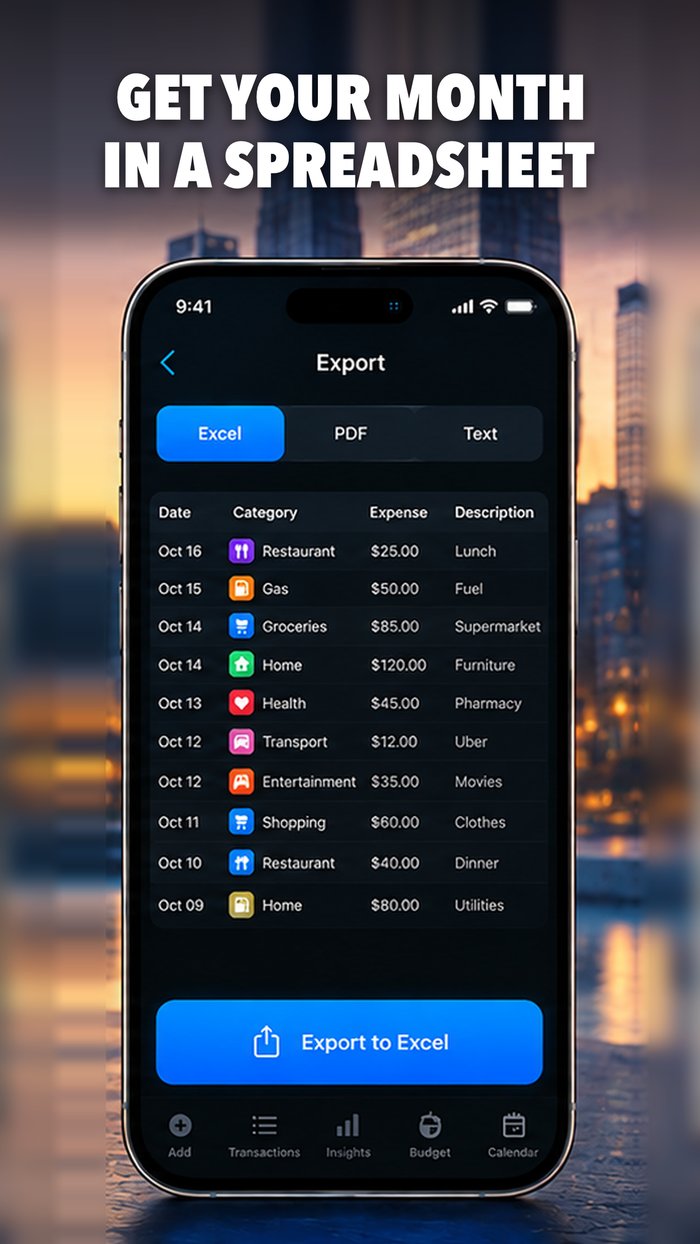 GET YOUR MONTH
IN A SPREADSHEET
9:41
Export
Excel PDF Text
Date Category Expense Description
Oct 16 Restaurant $25.00 Lunch
Oct 15 Gas $50.00 Fuel
Oct 14 Groceries $85.00 Supermarket
Oct 14 Home $120.00 Furniture
Oct 13 Health $45.00 Pharmacy
Oct 12 Transport $12.00 Uber
Oct 12 Entertainment $35.00 Movies
Oct 11 Shopping $60.00 Clothes
Oct 10 Restaurant $40.00 Dinner
Oct 09 Home $80.00 Utilities
Export to Excel
Add Transactions Insights Budget Calendar